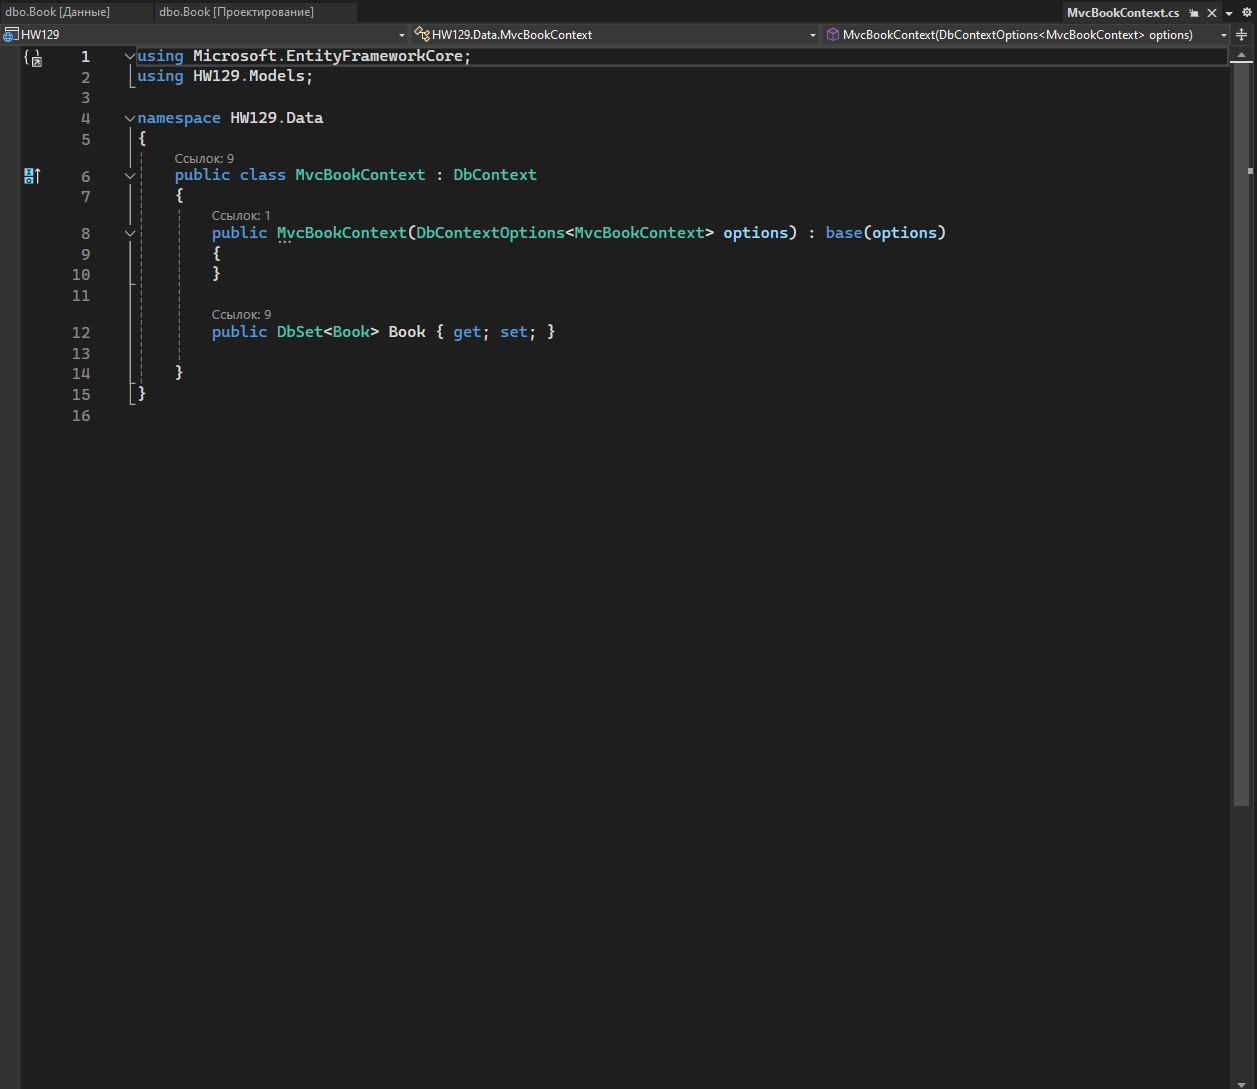 dbo.Book [Данные] dbo.Book [Проектирование] MvcBookContext.cs
HW129 HW129.Data.MvcBookContext MvcBookContext(DbContextOptions<MvcBookContext> options)
1 using Microsoft.EntityFrameworkCore;
2 using HW129.Models;
3
4 namespace HW129.Data
5 {
Ссылок: 9
6 public class MvcBookContext : DbContext
7 {
Ссылок: 1
8 public MvcBookContext(DbContextOptions<MvcBookContext> options) : base(options)
9 {
10 }
11
Ссылок: 9
12 public DbSet<Book> Book { get; set; }
13
14 }
15 }
16